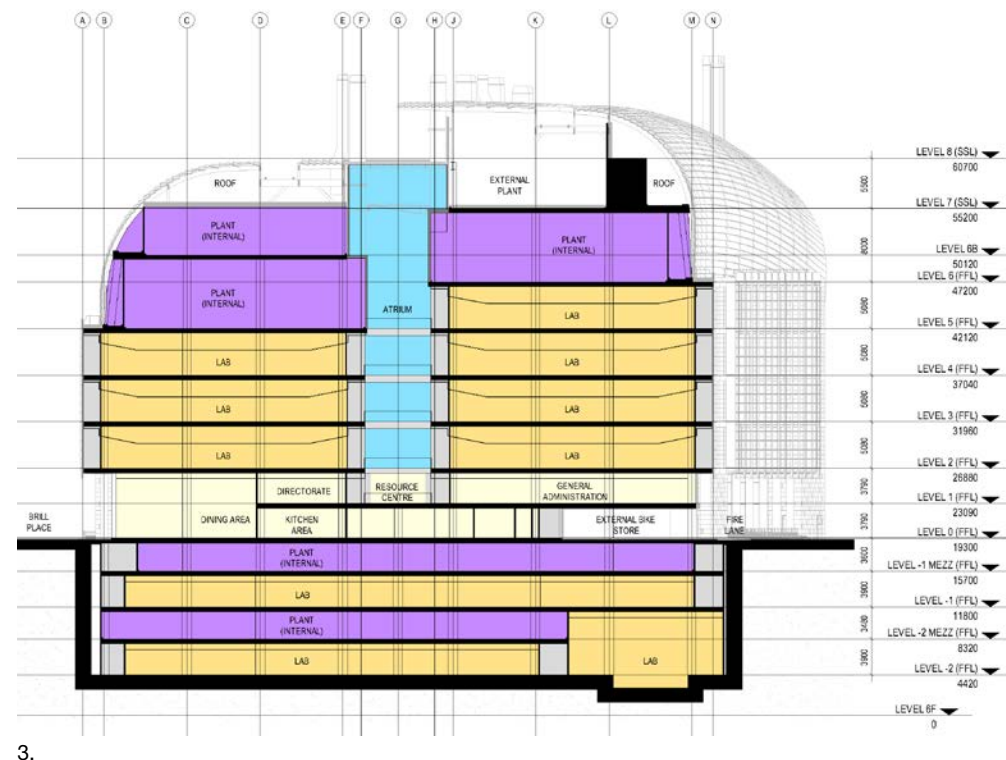 A B C D E F G H J K L M N
LEVEL 8 (SSL)
60700
ROOF
EXTERNAL
PLANT
ROOF
5500
LEVEL 7 (SSL)
55200
PLANT
(INTERNAL)
PLANT
(INTERNAL)
8000
LEVEL 6B
50120
LEVEL 6 (FFL)
47200
PLANT
(INTERNAL)
ATRIUM
LAB
LEVEL 5 (FFL)
42120
LAB
LAB
5080
LEVEL 4 (FFL)
37040
LAB
LAB
LEVEL 3 (FFL)
31960
LAB
LAB
5080
LEVEL 2 (FFL)
26880
DIRECTORATE
RESOURCE
CENTRE
GENERAL
ADMINISTRATION
3790
LEVEL 1 (FFL)
23090
BRILL
PLACE
DINING AREA
KITCHEN
AREA
EXTERNAL BIKE
STORE
FIRE
LANE
3790
LEVEL 0 (FFL)
19300
PLANT
(INTERNAL)
3600
LEVEL -1 MEZZ (FFL)
15700
LAB
3900
LEVEL -1 (FFL)
11800
PLANT
(INTERNAL)
3480
LEVEL -2 MEZZ (FFL)
8320
LAB
LAB
3900
LEVEL -2 (FFL)
4420
LEVEL 6F
0
3.